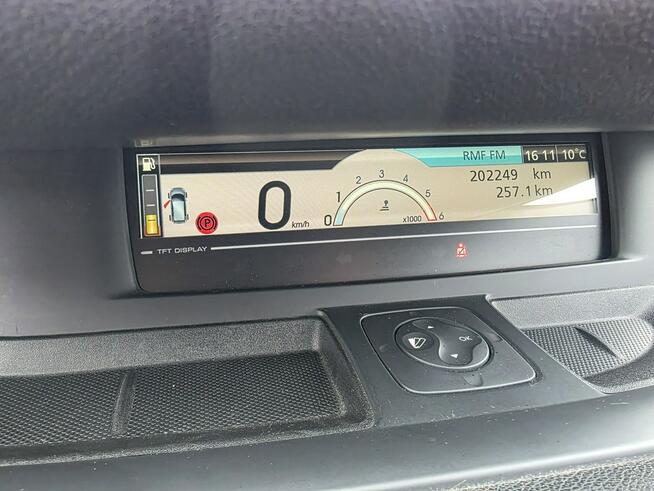 RMF FM 16 11 10°C
202249 km
257.1 km
0 km/h
0 1 2 3 4 5 6
x1000
P
TFT DISPLAY
OK